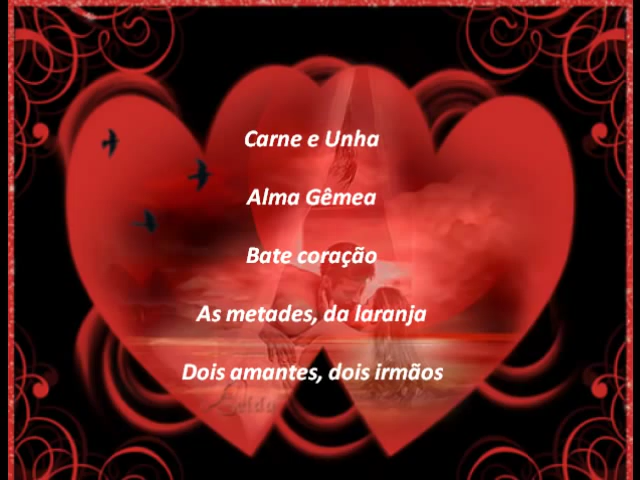 Carne e Unha
Alma Gêmea
Bate coração
As metades, da laranja
Dois amantes, dois irmãos